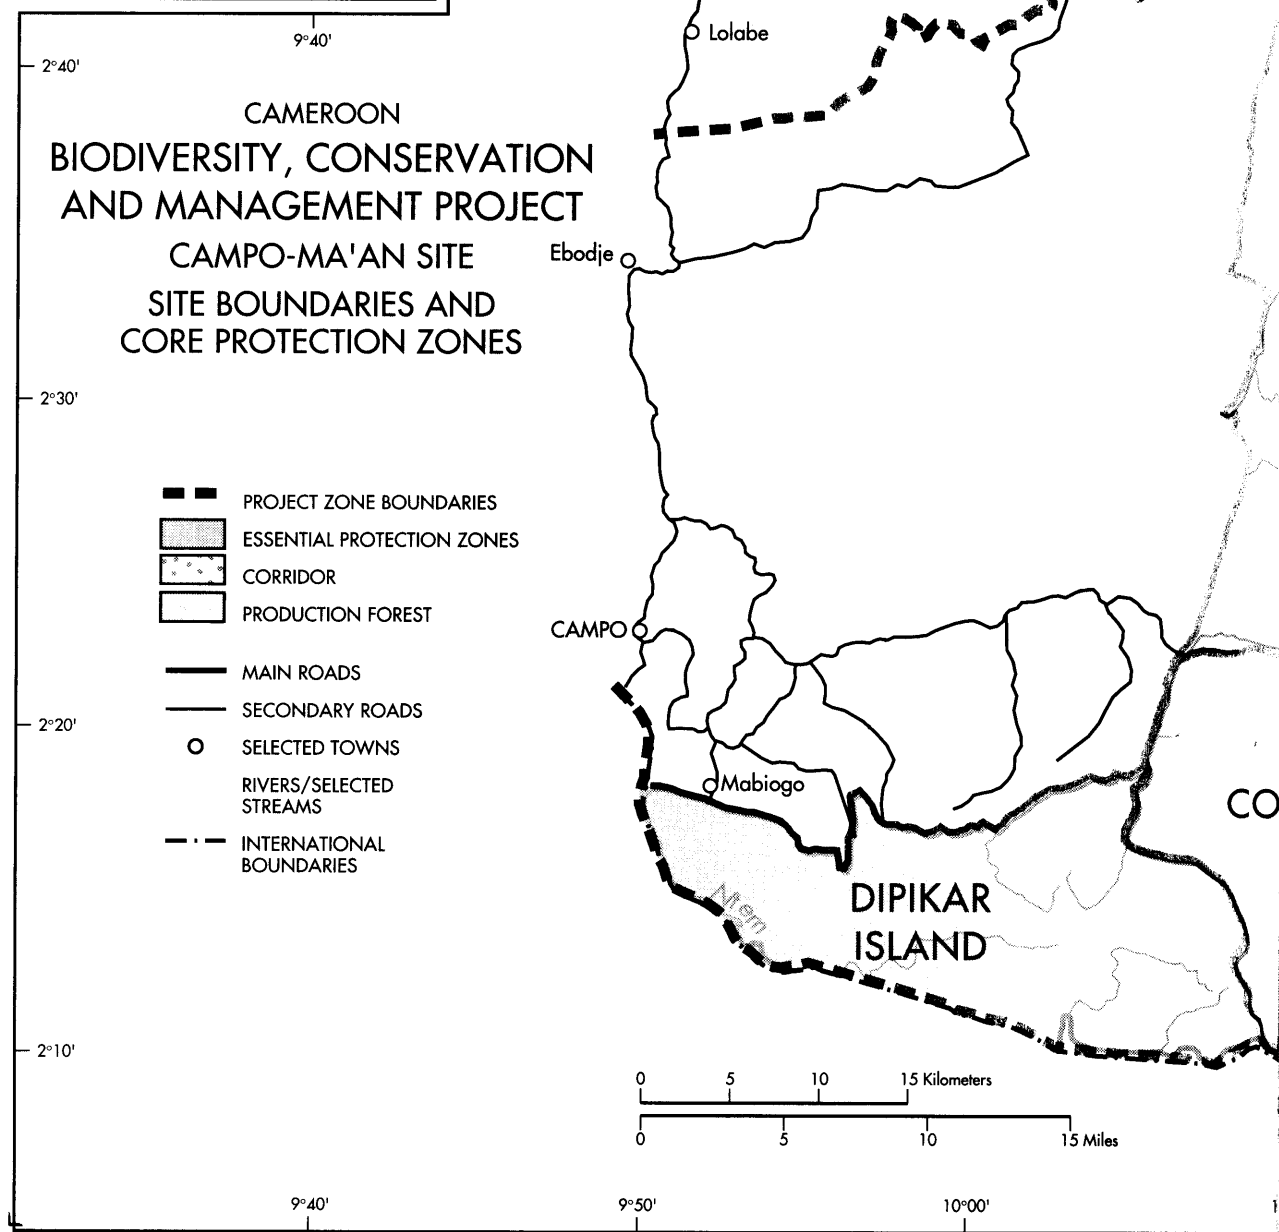 9°40'
Lolabe
2°40'
CAMEROON
BIODIVERSITY, CONSERVATION
AND MANAGEMENT PROJECT
CAMPO-MA'AN SITE
SITE BOUNDARIES AND
CORE PROTECTION ZONES
Ebodje
2°30'
PROJECT ZONE BOUNDARIES
ESSENTIAL PROTECTION ZONES
CORRIDOR
PRODUCTION FOREST
MAIN ROADS
SECONDARY ROADS
SELECTED TOWNS
RIVERS/SELECTED
STREAMS
INTERNATIONAL
BOUNDARIES
CAMPO
2°20'
Mabiogo
CO
Ntem
DIPIKAR
ISLAND
2°10'
0 5 10 15 Kilometers
0 5 10 15 Miles
9°40' 9°50' 10°00'